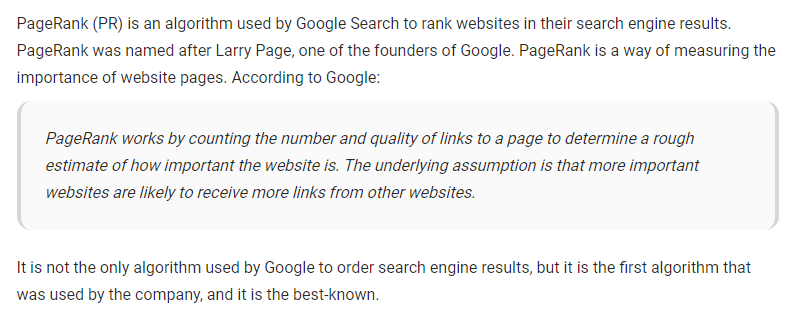 PageRank (PR) is an algorithm used by Google Search to rank websites in their search engine results.
PageRank was named after Larry Page, one of the founders of Google. PageRank is a way of measuring the
importance of website pages. According to Google:
PageRank works by counting the number and quality of links to a page to determine a rough
estimate of how important the website is. The underlying assumption is that more important
websites are likely to receive more links from other websites.
It is not the only algorithm used by Google to order search engine results, but it is the first algorithm that
was used by the company, and it is the best-known.